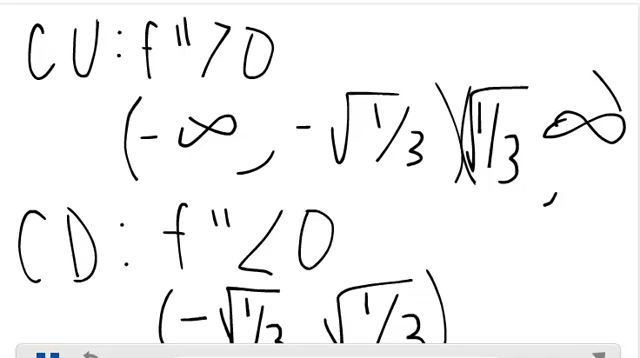 CU: f">0
(-∞, -√1/3)(√1/3, ∞)
CD: f"<0
(-√1/3 √1/3)